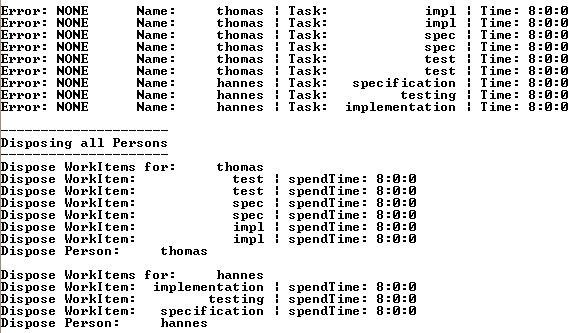 Error: NONE      Name:     thomas ¦ Task:            impl ¦ Time: 8:0:0
Error: NONE      Name:     thomas ¦ Task:            impl ¦ Time: 8:0:0
Error: NONE      Name:     thomas ¦ Task:            spec ¦ Time: 8:0:0
Error: NONE      Name:     thomas ¦ Task:            spec ¦ Time: 8:0:0
Error: NONE      Name:     thomas ¦ Task:            test ¦ Time: 8:0:0
Error: NONE      Name:     thomas ¦ Task:            test ¦ Time: 8:0:0
Error: NONE      Name:     hannes ¦ Task:   specification ¦ Time: 8:0:0
Error: NONE      Name:     hannes ¦ Task:         testing ¦ Time: 8:0:0
Error: NONE      Name:     hannes ¦ Task:  implementation ¦ Time: 8:0:0
------------------------
Disposing all Persons
------------------------
Dispose WorkItems for:     thomas
Dispose WorkItem:            test ¦ spendTime: 8:0:0
Dispose WorkItem:            test ¦ spendTime: 8:0:0
Dispose WorkItem:            spec ¦ spendTime: 8:0:0
Dispose WorkItem:            spec ¦ spendTime: 8:0:0
Dispose WorkItem:            impl ¦ spendTime: 8:0:0
Dispose WorkItem:            impl ¦ spendTime: 8:0:0
Dispose Person:     thomas
Dispose WorkItems for:     hannes
Dispose WorkItem:  implementation ¦ spendTime: 8:0:0
Dispose WorkItem:         testing ¦ spendTime: 8:0:0
Dispose WorkItem:   specification ¦ spendTime: 8:0:0
Dispose Person:     hannes